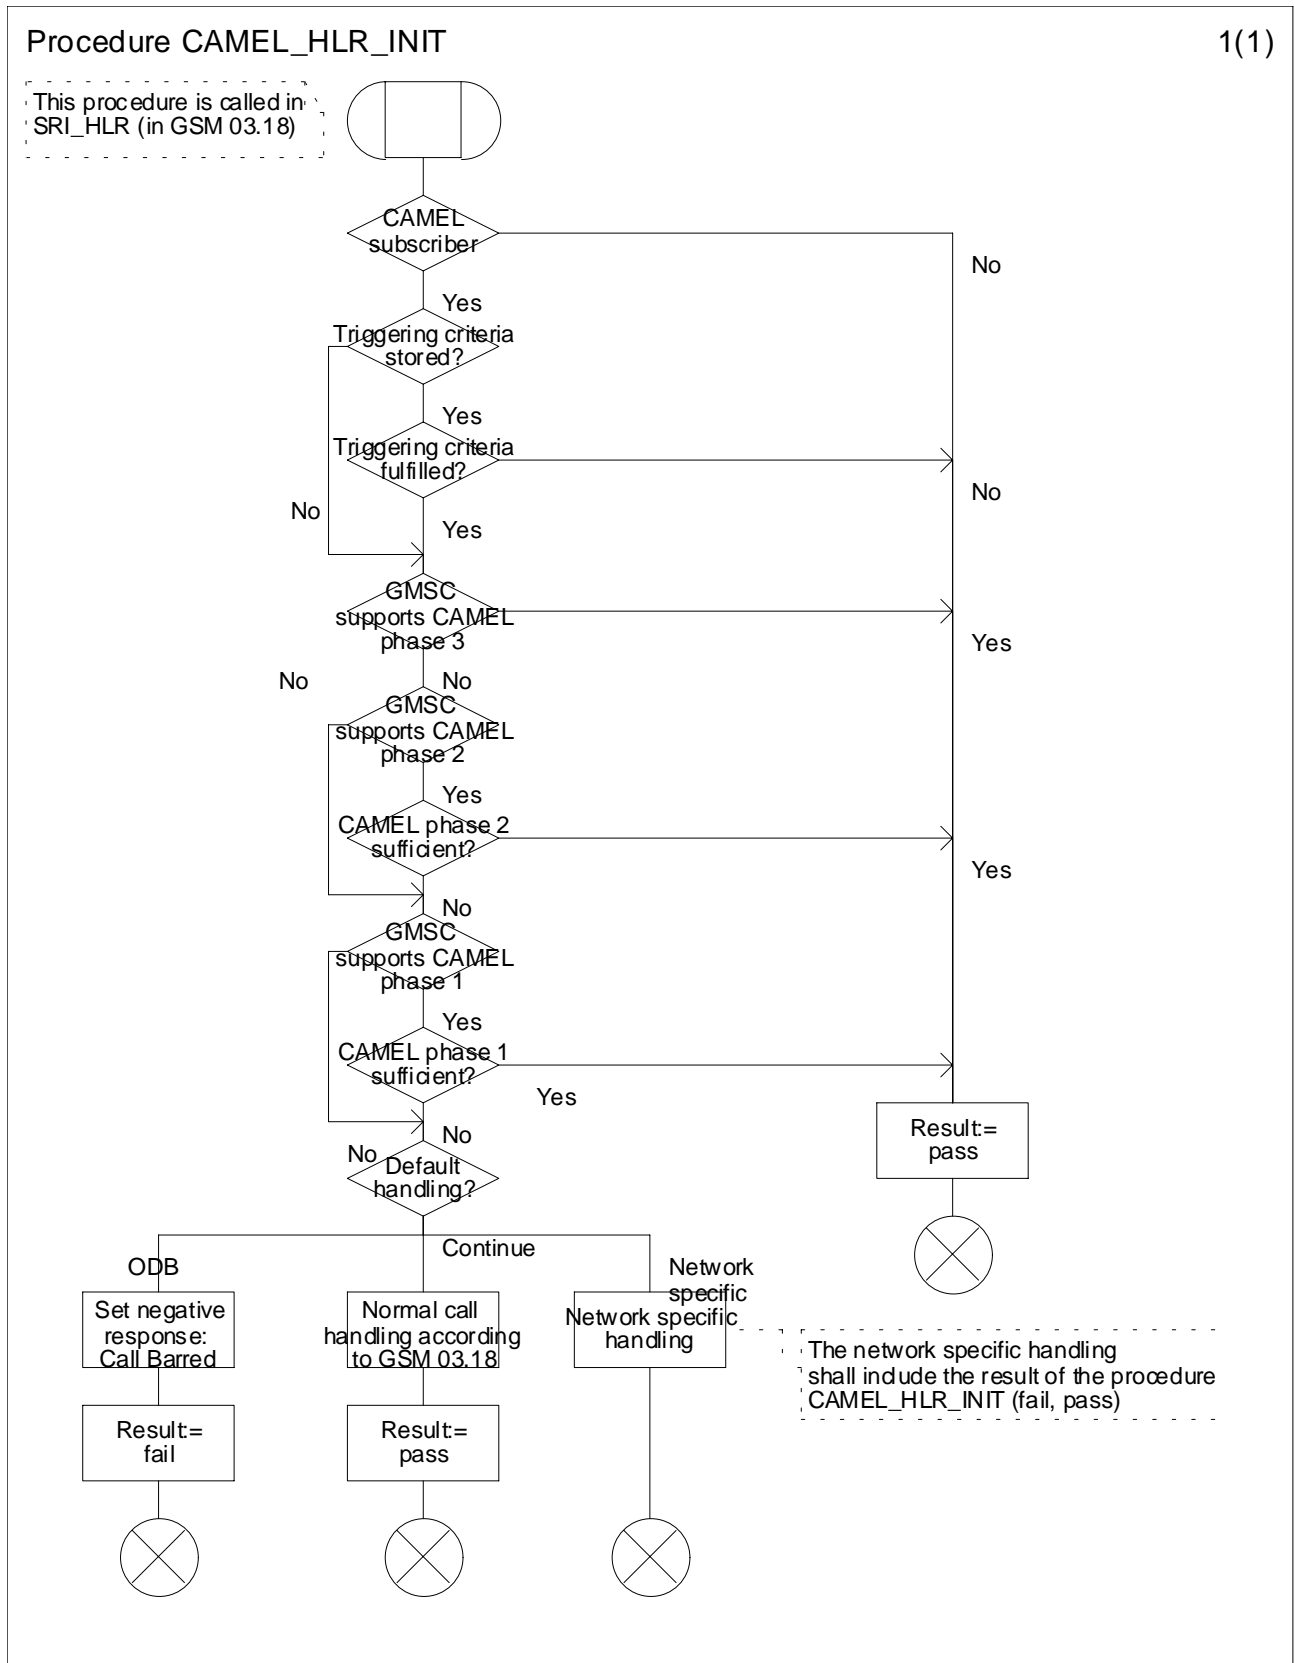 Procedure CAMEL_HLR_INIT
1(1)
This procedure is called in
SRI_HLR (in GSM 03.18)
CAMEL
subscriber
No
Yes
Triggering criteria
stored?
Yes
Triggering criteria
fulfilled?
No
No
Yes
GMSC
supports CAMEL
phase 3
Yes
No
No
GMSC
supports CAMEL
phase 2
Yes
CAMEL phase 2
sufficient?
Yes
No
GMSC
supports CAMEL
phase 1
Yes
CAMEL phase 1
sufficient?
Yes
No
No
Default
handling?
Result:=
pass
ODB
Continue
Network
specific
Set negative
response:
Call Barred
Normal call
handling according
to GSM 03.18
Network specific
handling
The network specific handling
shall include the result of the procedure
CAMEL_HLR_INIT (fail, pass)
Result:=
fail
Result:=
pass